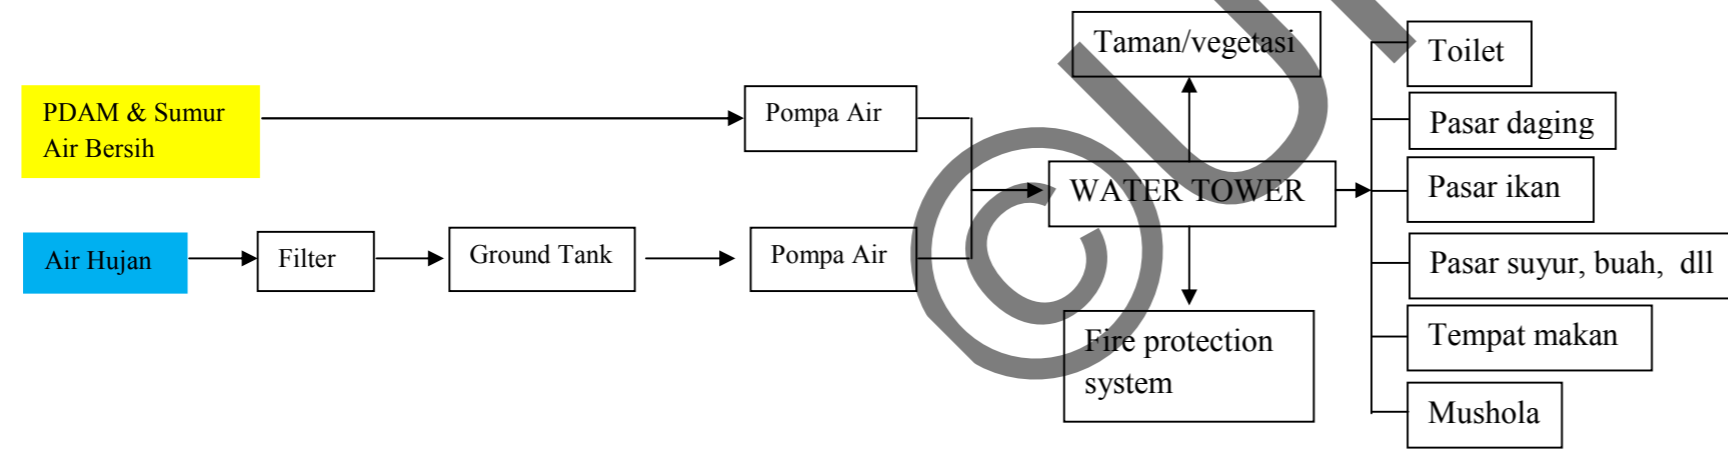 PDAM & Sumur
Air Bersih
Pompa Air
Air Hujan
Filter
Ground Tank
Pompa Air
Taman/vegetasi
WATER TOWER
Fire protection
system
Toilet
Pasar daging
Pasar ikan
Pasar suyur, buah, dll
Tempat makan
Mushola